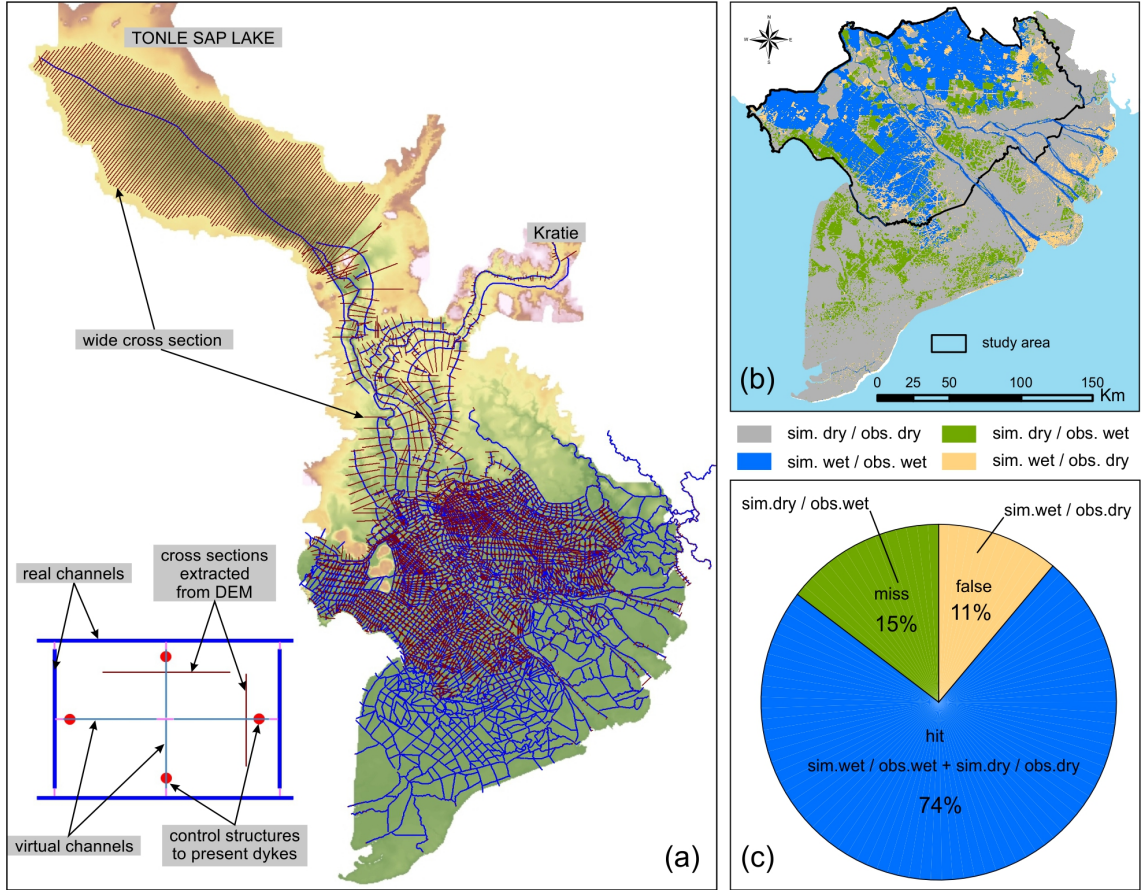 TONLE SAP LAKE
Kratie
wide cross section
cross sections
extracted
from DEM
real channels
virtual channels
control structures
to present dykes
(a)
N
W
E
S
(b)
study area
0
25
50
100
150
Km
sim. dry / obs. dry
sim. dry / obs. wet
sim. wet / obs. wet
sim. wet / obs. dry
sim.dry / obs.wet
sim.wet / obs.dry
miss
15%
false
11%
hit
sim.wet / obs.wet + sim.dry / obs.dry
74%
(c)